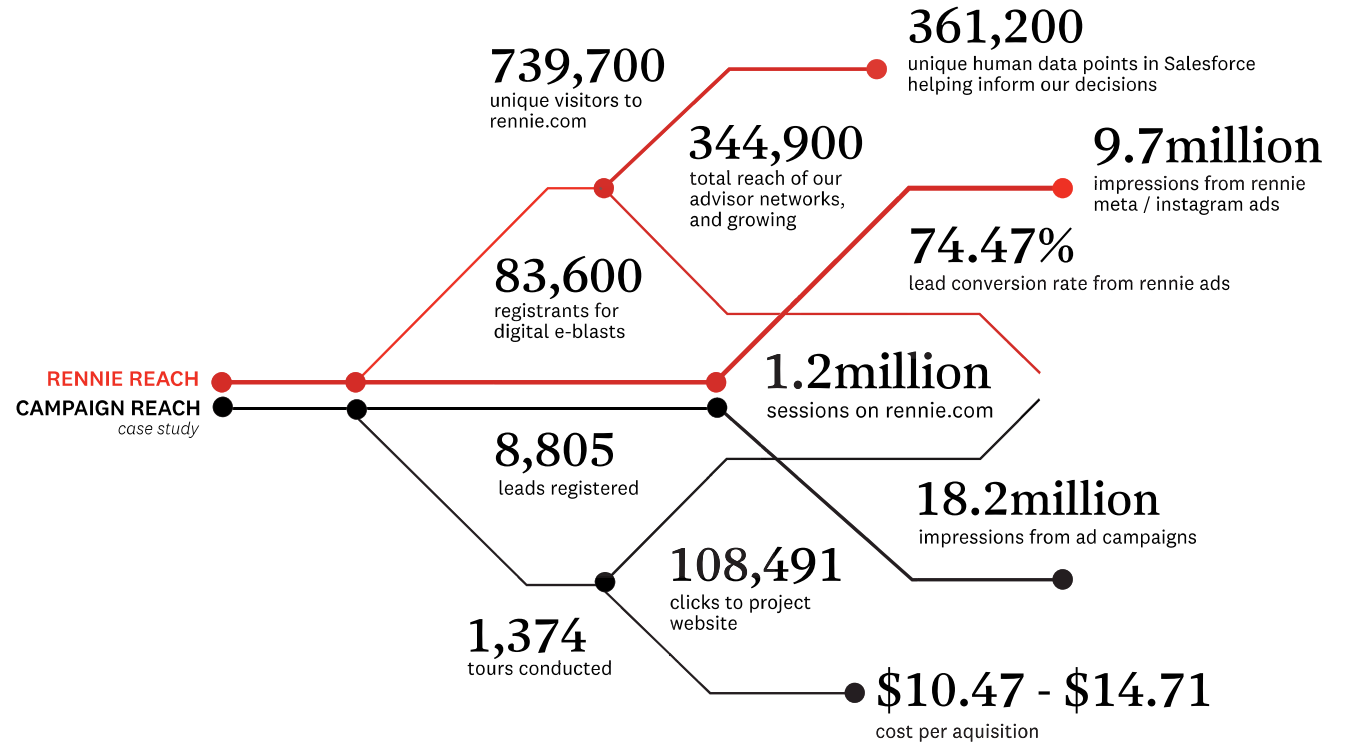 361,200
unique human data points in Salesforce
helping inform our decisions
739,700
unique visitors to
rennie.com
344,900
total reach of our
advisor networks,
and growing
9.7million
impressions from rennie
meta / instagram ads
74.47%
lead conversion rate from rennie ads
83,600
registrants for
digital e-blasts
RENNIE REACH
CAMPAIGN REACH
case study
1.2million
sessions on rennie.com
8,805
leads registered
18.2million
impressions from ad campaigns
108,491
clicks to project
website
1,374
tours conducted
$10.47 - $14.71
cost per aquisition